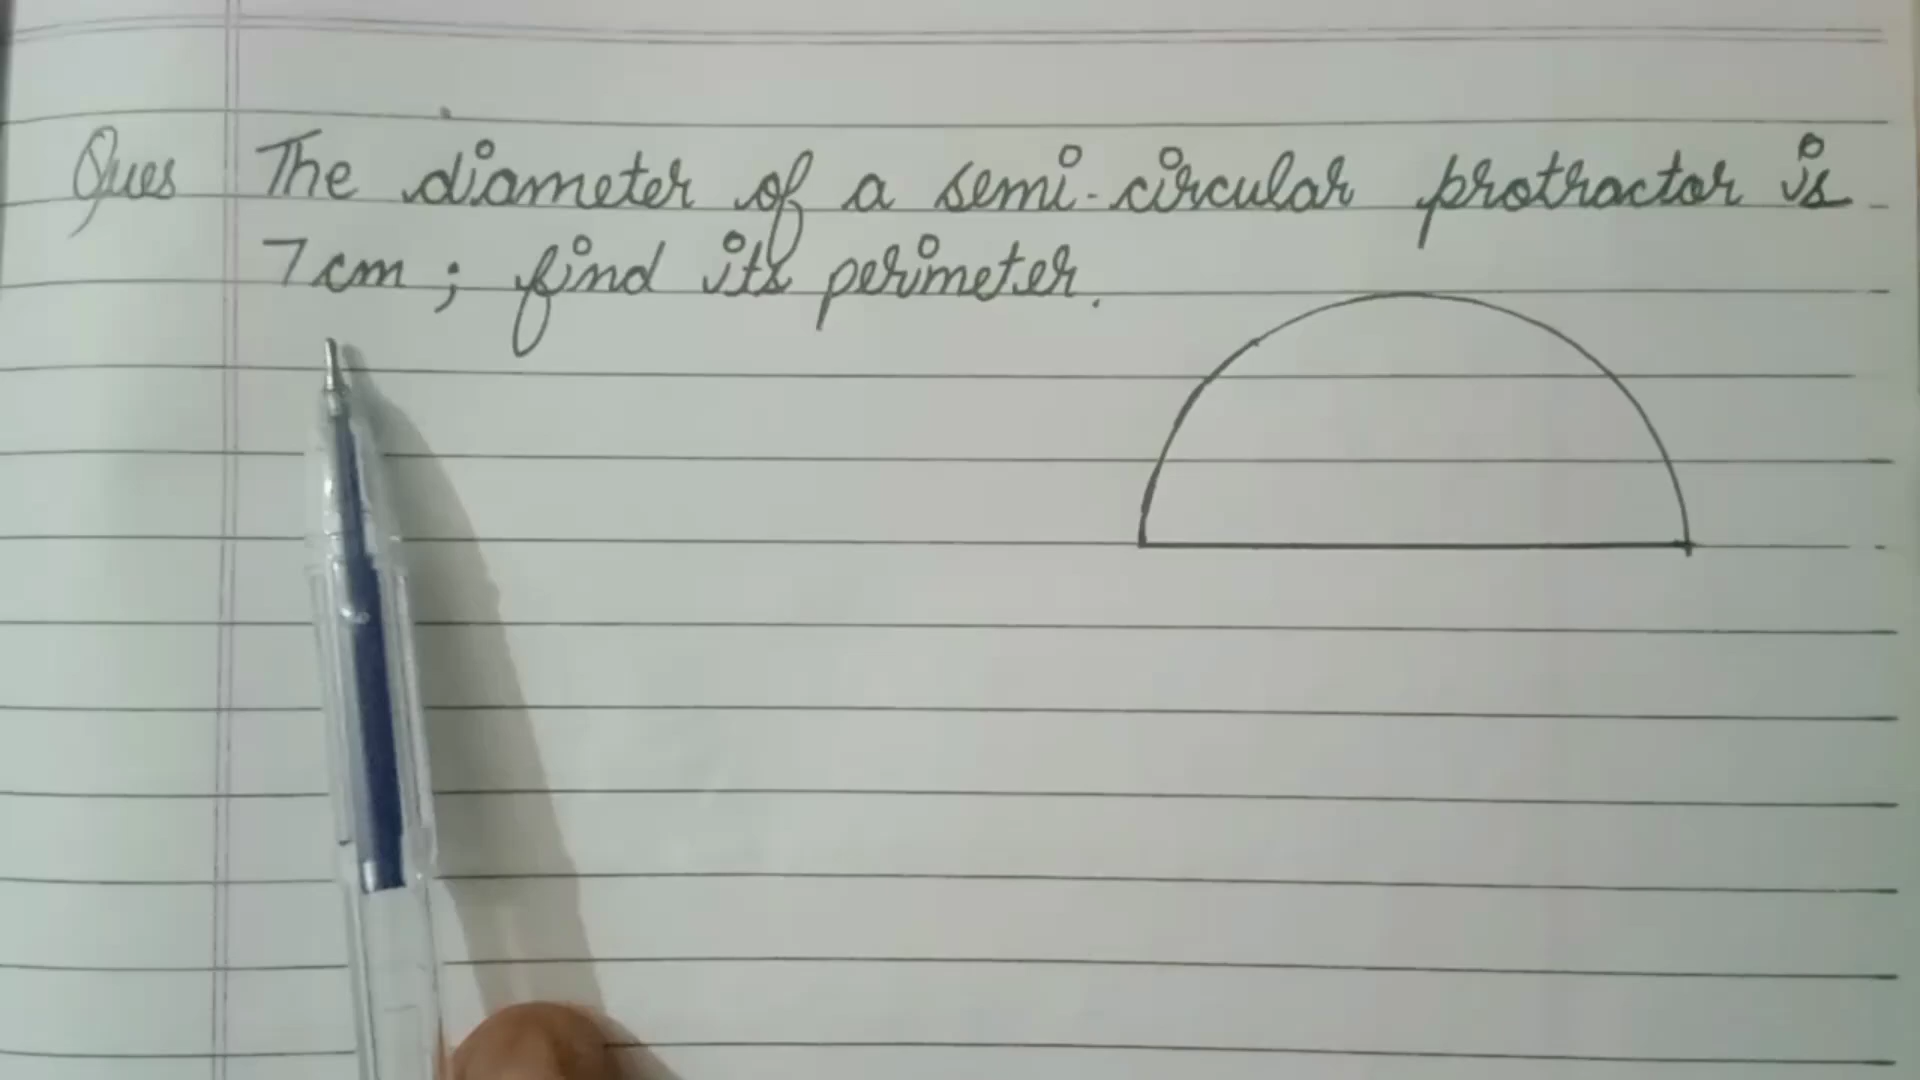 Ques The diameter of a semi-circular protractor is
7cm; find its perimeter.